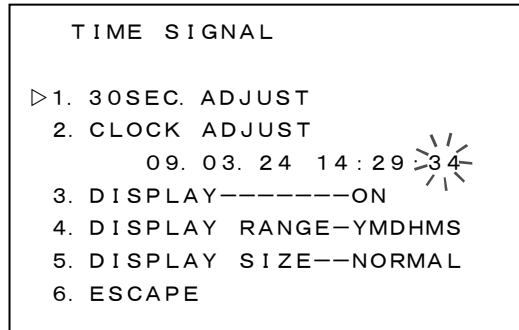 TIME SIGNAL
▷1. 30SEC. ADJUST
2. CLOCK ADJUST
09. 03. 24 14:29:34
3. DISPLAY−−−−−−−ON
4. DISPLAY RANGE−YMDHMS
5. DISPLAY SIZE−−NORMAL
6. ESCAPE